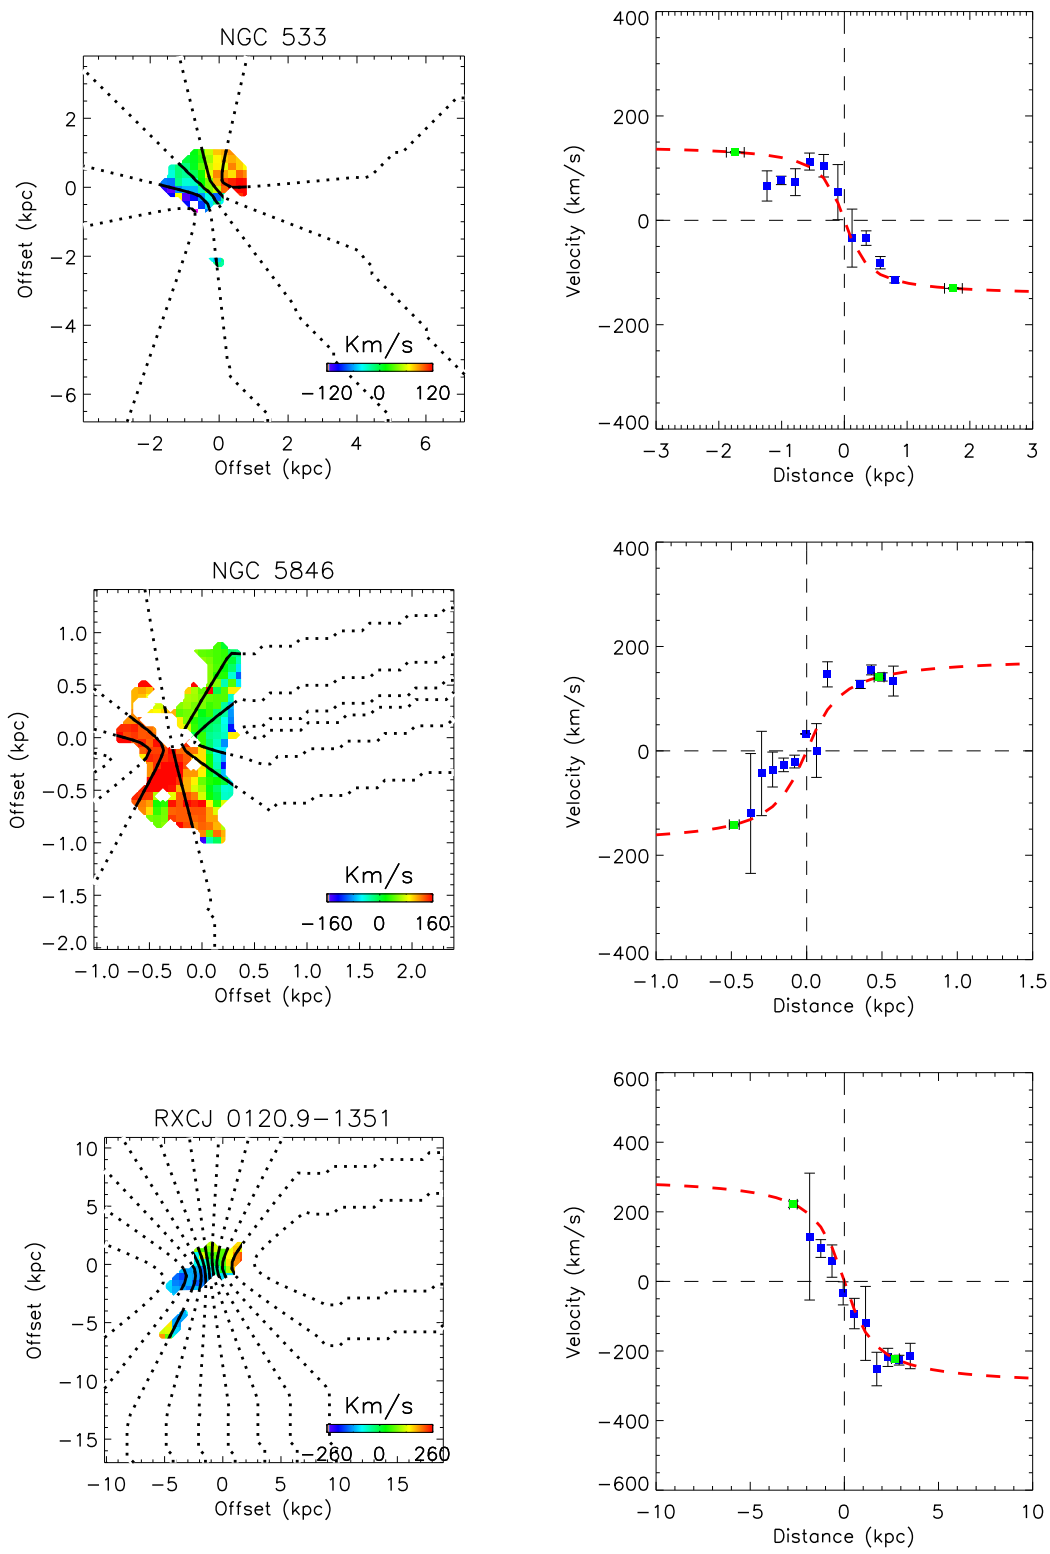 NGC 533
2
0
−2
−4
−6
Offset (kpc)
Km/s
−120 0 120
−2 0 2 4 6
Offset (kpc)
400
200
0
−200
−400
Velocity (km/s)
−3 −2 −1 0 1 2 3
Distance (kpc)
NGC 5846
1.0
0.5
0.0
−0.5
−1.0
−1.5
−2.0
Offset (kpc)
Km/s
−160 0 160
−1.0 −0.5 0.0 0.5 1.0 1.5 2.0
Offset (kpc)
400
200
0
−200
−400
Velocity (km/s)
−1.0 −0.5 0.0 0.5 1.0 1.5
Distance (kpc)
RXCJ 0120.9−1351
10
5
0
−5
−10
−15
Offset (kpc)
Km/s
−260 0 260
−10 −5 0 5 10 15
Offset (kpc)
600
400
200
0
−200
−400
−600
Velocity (km/s)
−10 −5 0 5 10
Distance (kpc)